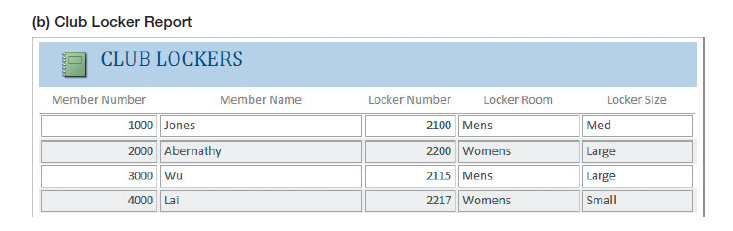 (b) Club Locker Report
CLUB LOCKERS
Member Number Member Name Locker Number Locker Room Locker Size
1000 Jones 2100 Mens Med
2000 Abernathy 2200 Womens Large
3000 Wu 2115 Mens Large
4000 Lai 2217 Womens Small